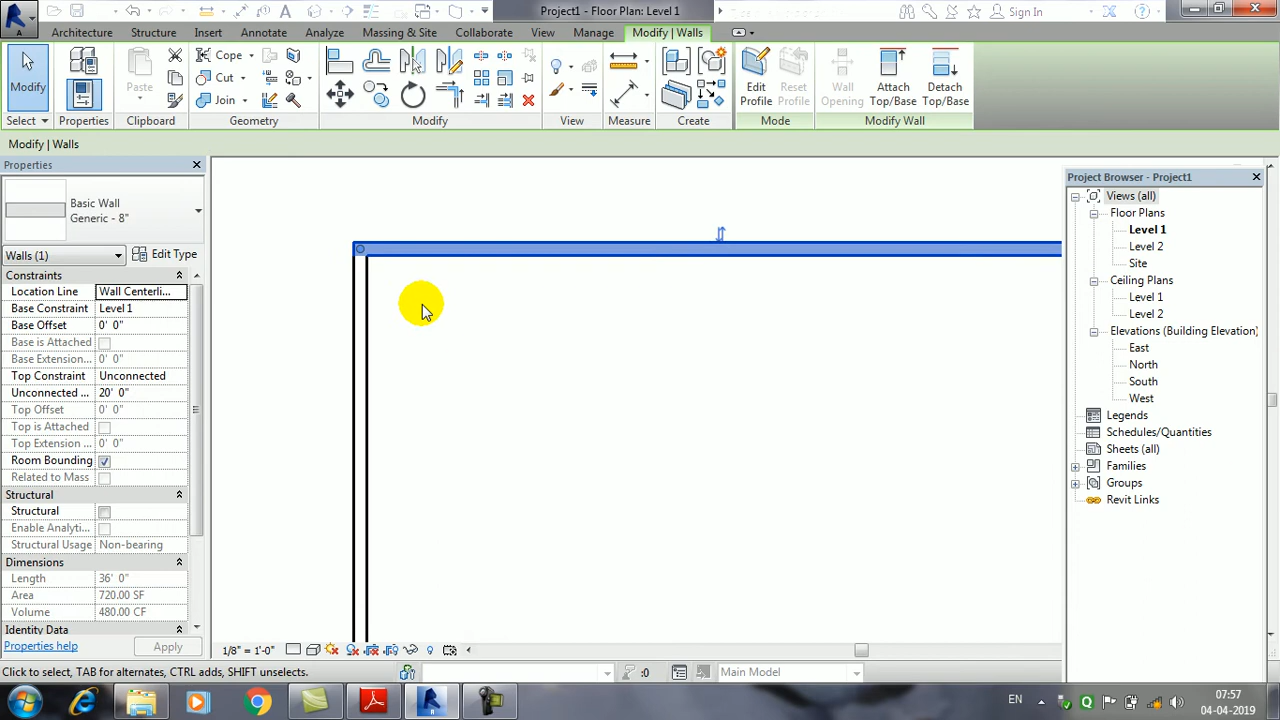 Project1 - Floor Plan: Level 1
Sign In
Architecture Structure Insert Annotate Analyze Massing & Site Collaborate View Manage Modify | Walls
Modify Paste Cope Cut Join Edit Profile Reset Profile Wall Opening Attach Top/Base Detach Top/Base
Select Properties Clipboard Geometry Modify View Measure Create Mode Modify Wall
Modify | Walls
Properties
Basic Wall
Generic - 8"
Walls (1) Edit Type
Constraints
Location Line Wall Centerli...
Base Constraint Level 1
Base Offset 0' 0"
Base is Attached
Base Extension... 0' 0"
Top Constraint Unconnected
Unconnected ... 20' 0"
Top Offset 0' 0"
Top is Attached
Top Extension ... 0' 0"
Room Bounding
Related to Mass
Structural
Structural
Enable Analyti...
Structural Usage Non-bearing
Dimensions
Length 36' 0"
Area 720.00 SF
Volume 480.00 CF
Identity Data
Properties help Apply
Project Browser - Project1
Views (all)
Floor Plans
Level 1
Level 2
Site
Ceiling Plans
Level 1
Level 2
Elevations (Building Elevation)
East
North
South
West
Legends
Schedules/Quantities
Sheets (all)
Families
Groups
Revit Links
1/8" = 1'-0"
Click to select, TAB for alternates, CTRL adds, SHIFT unselects. :0 Main Model
EN 07:57
04-04-2019